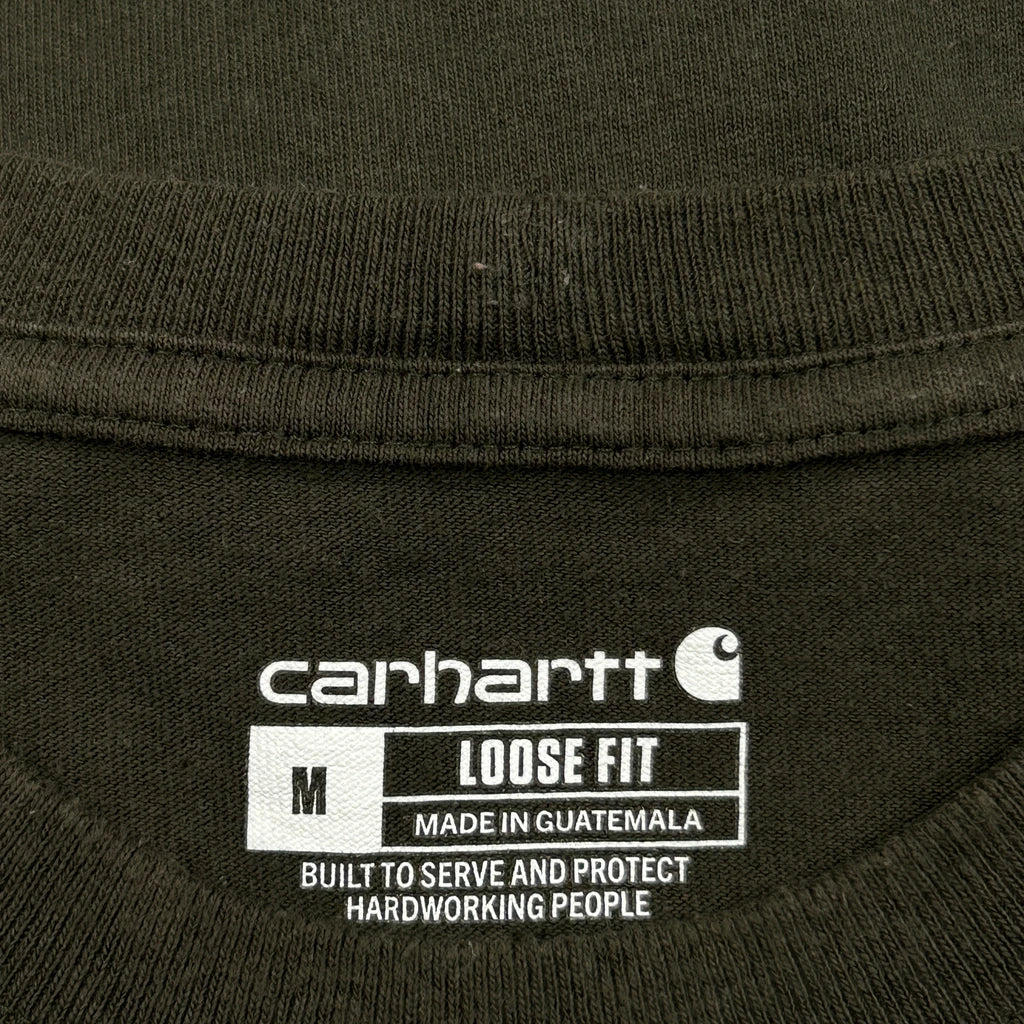 carhartt
M
LOOSE FIT
MADE IN GUATEMALA
BUILT TO SERVE AND PROTECT
HARDWORKING PEOPLE